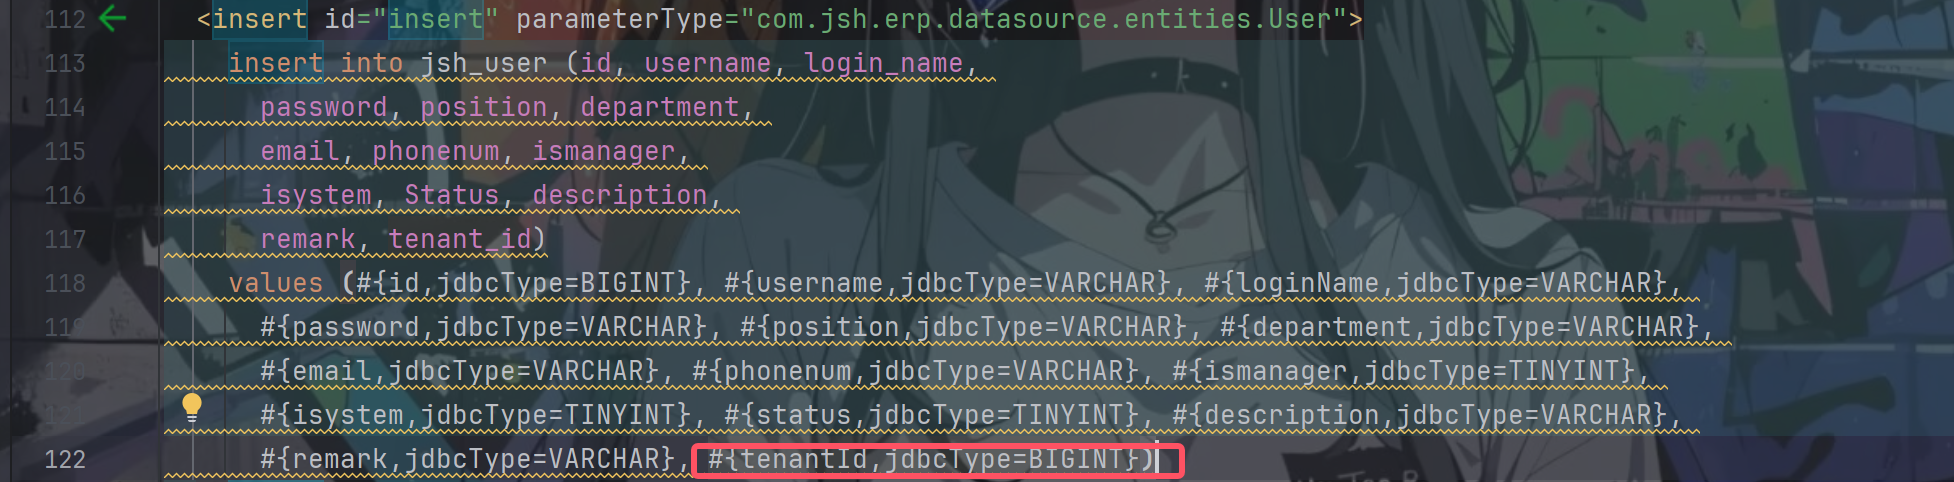 112 <insert id="insert" parameterType="com.jsh.erp.datasource.entities.User">
113 insert into jsh_user (id, username, login_name,
114 password, position, department,
115 email, phonenum, ismanager,
116 isystem, Status, description,
117 remark, tenant_id)
118 values (#{id,jdbcType=BIGINT}, #{username,jdbcType=VARCHAR}, #{loginName,jdbcType=VARCHAR},
119 #{password,jdbcType=VARCHAR}, #{position,jdbcType=VARCHAR}, #{department,jdbcType=VARCHAR},
120 #{email,jdbcType=VARCHAR}, #{phonenum,jdbcType=VARCHAR}, #{ismanager,jdbcType=TINYINT},
121 #{isystem,jdbcType=TINYINT}, #{status,jdbcType=TINYINT}, #{description,jdbcType=VARCHAR},
122 #{remark,jdbcType=VARCHAR}, #{tenantId,jdbcType=BIGINT})